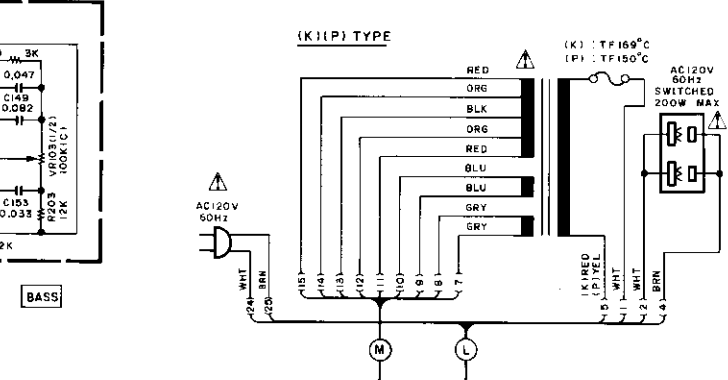 3K
0,047
C149
0.082
VR103(1/2)
100K(C)
C153
0.033
R203
12K
2K
BASS
(K)(P) TYPE
(K) : TF169°C
(P) : TF150°C
AC120V
60Hz
SWITCHED
200W MAX
RED
ORG
BLK
ORG
RED
BLU
BLU
GRY
GRY
AC120V
60Hz
WHT
BRN
(24)
(25)
15
14
13
12
11
10
9
8
7
(K)RED
(P)YEL
WHT
WHT
BRN
5
1
2
4
M
L